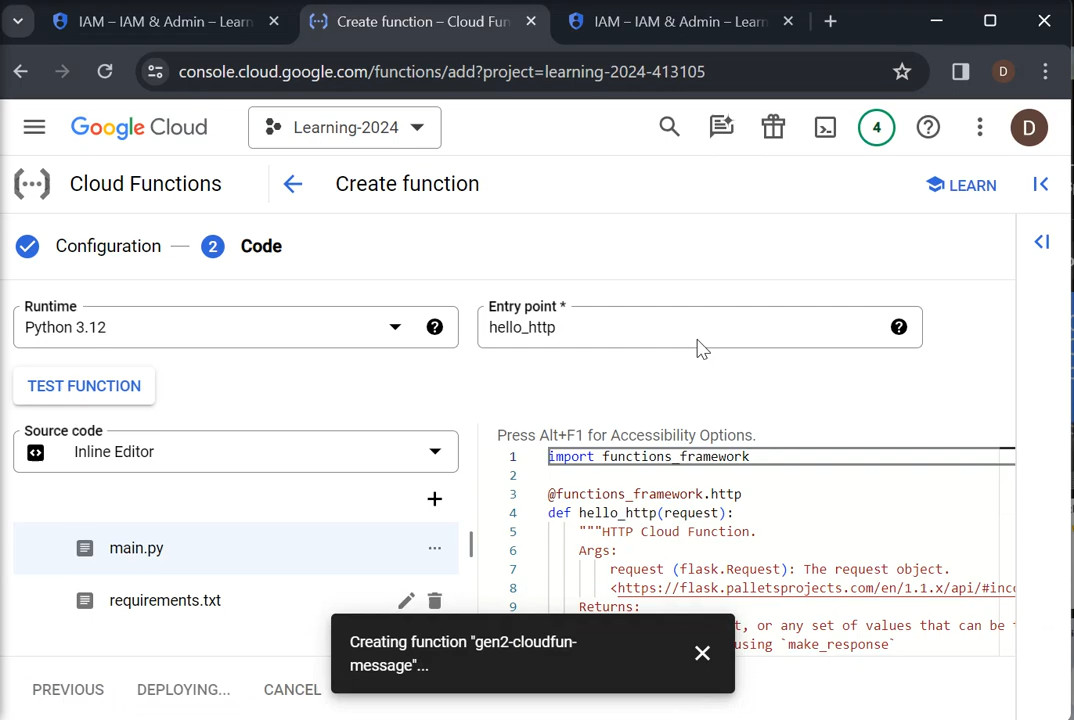 IAM – IAM & Admin – Learn
Create function – Cloud Fun
IAM – IAM & Admin – Learn
console.cloud.google.com/functions/add?project=learning-2024-413105
D
Google Cloud
Learning-2024
4
D
Cloud Functions
Create function
LEARN
Configuration
2
Code
Runtime
Python 3.12
Entry point *
hello_http
TEST FUNCTION
Source code
Inline Editor
Press Alt+F1 for Accessibility Options.
main.py
requirements.txt
1 import functions_framework
2
3 @functions_framework.http
4 def hello_http(request):
5 """HTTP Cloud Function.
6 Args:
7 request (flask.Request): The request object.
8 <https://flask.palletsprojects.com/en/1.1.x/api/#inco
9 Returns:
t, or any set of values that can be
using `make_response`
Creating function "gen2-cloudfun-
message"...
PREVIOUS
DEPLOYING...
CANCEL